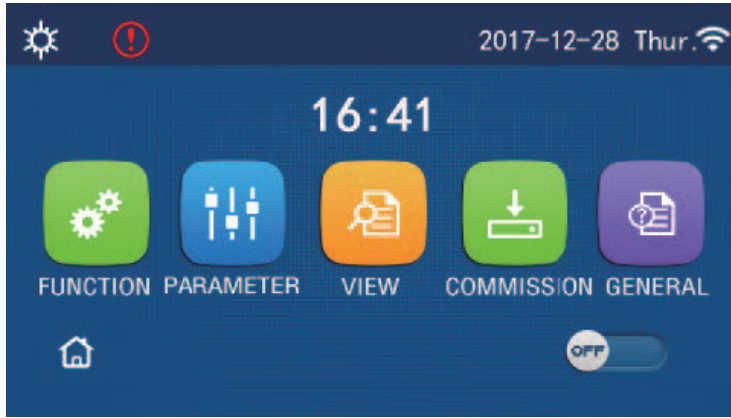 2017-12-28 Thur.
16:41
FUNCTION PARAMETER VIEW COMMISSION GENERAL
OFF